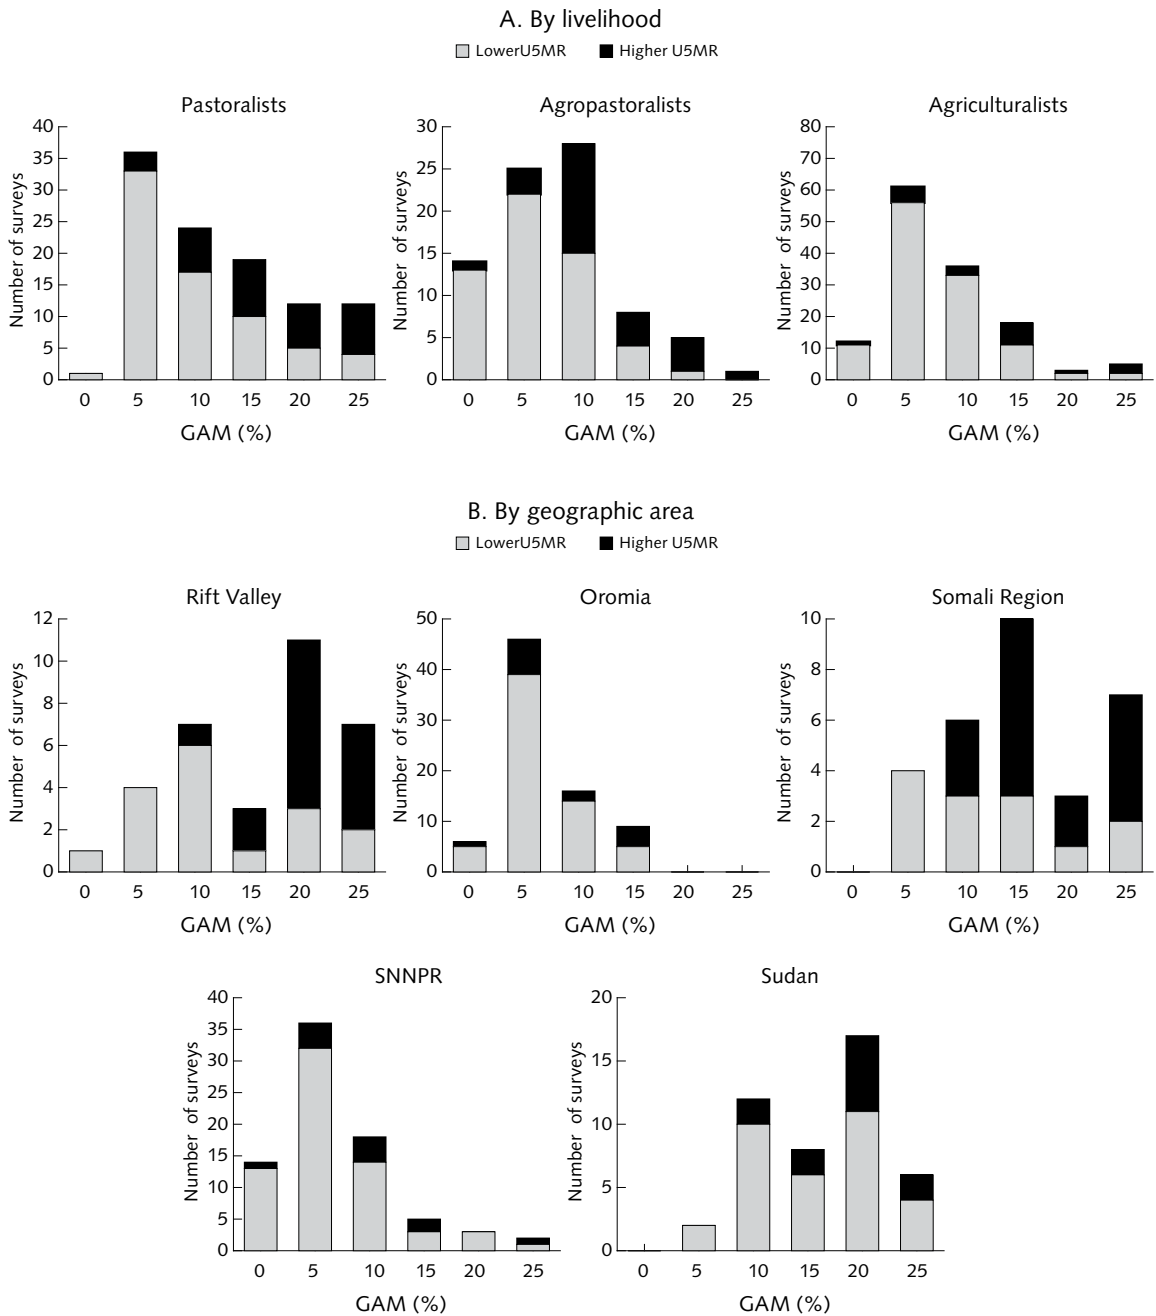 A. By livelihood
LowerU5MR Higher U5MR
Pastoralists Agropastoralists Agriculturalists
40
35
30
25
20
15
10
5
0
Number of surveys
0 5 10 15 20 25
GAM (%)
30
25
20
15
10
5
0
Number of surveys
0 5 10 15 20 25
GAM (%)
80
70
60
50
40
30
20
10
0
Number of surveys
0 5 10 15 20 25
GAM (%)
B. By geographic area
LowerU5MR Higher U5MR
Rift Valley Oromia Somali Region
12
10
8
6
4
2
0
Number of surveys
0 5 10 15 20 25
GAM (%)
50
40
30
20
10
0
Number of surveys
0 5 10 15 20 25
GAM (%)
10
8
6
4
2
0
Number of surveys
0 5 10 15 20 25
GAM (%)
SNNPR Sudan
40
35
30
25
20
15
10
5
0
Number of surveys
0 5 10 15 20 25
GAM (%)
20
15
10
5
0
Number of surveys
0 5 10 15 20 25
GAM (%)